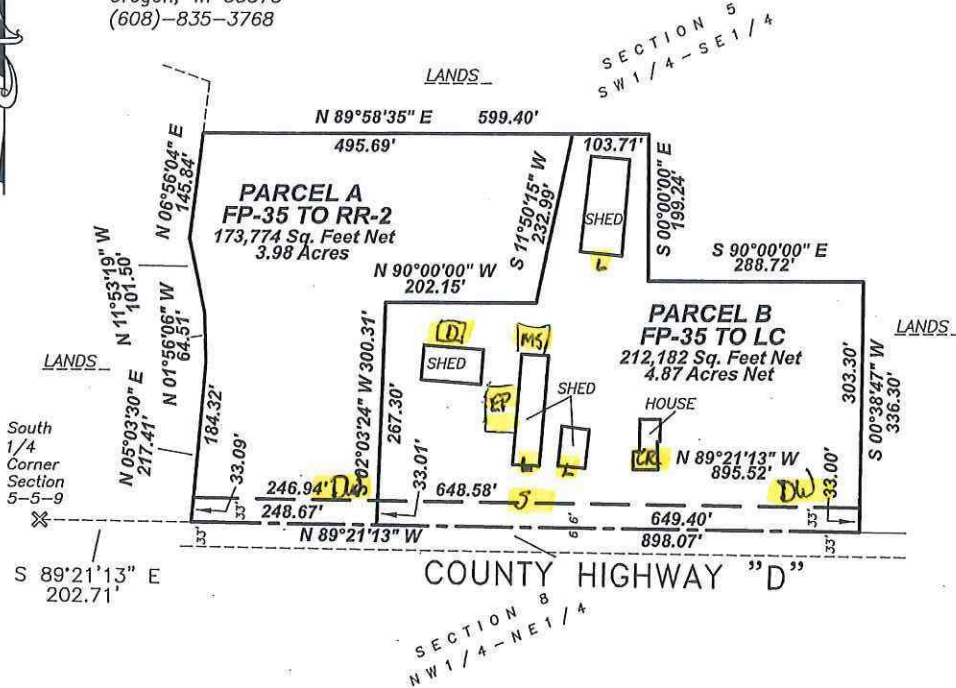 (608)-835-3768
SECTION 5
SW1/4-SE1/4
LANDS
N 89°58'35" E 599.40'
495.69'
103.71'
N 06°56'04" E
145.84'
PARCEL A
FP-35 TO RR-2
173,774 Sq. Feet Net
3.98 Acres
S 11°50'15" W
232.99'
SHED
L
S 00°00'00" E
199.24'
N 11°53'19" W
101.50'
N 90°00'00" W
202.15'
S 90°00'00" E
288.72'
N 01°56'06" W
64.51'
PARCEL B
FP-35 TO LC
212,182 Sq. Feet Net
4.87 Acres Net
LANDS
LANDS
D
SHED
MS
EP
SHED
L
L
HOUSE
CR
N 89°21'13" W
895.52'
303.30'
S 00°38'47" W
336.30'
N 05°03'30" E
217.41'
184.32'
02°03'24" W 300.31'
267.30'
South
1/4
Corner
Section
5-5-9
33.09'
246.94'
33.01'
648.58'
S
DW
33.00'
33'
248.67'
N 89°21'13" W
6'
649.40'
898.07'
33'
33'
33'
S 89°21'13" E
202.71'
COUNTY HIGHWAY "D"
SECTION 8
NW1/4-NE1/4